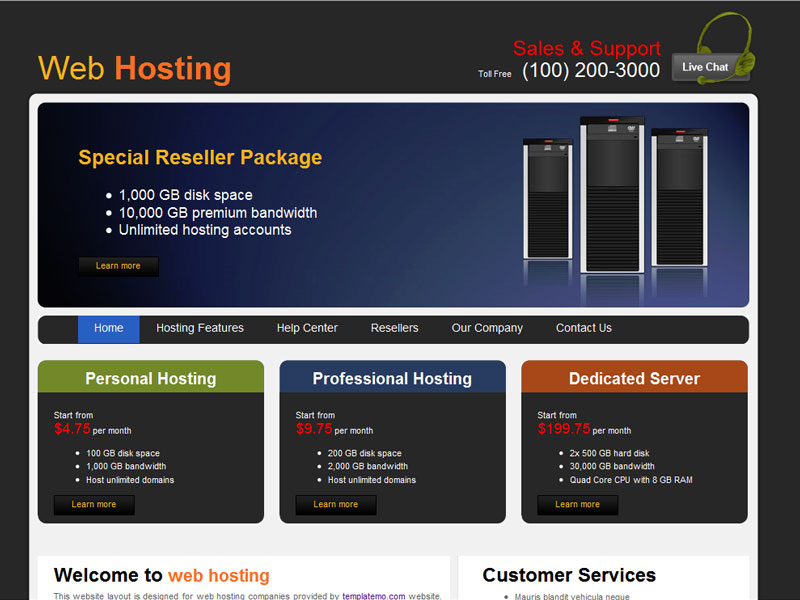 Web Hosting
Sales & Support
Toll Free (100) 200-3000
Live Chat
Special Reseller Package
1,000 GB disk space
10,000 GB premium bandwidth
Unlimited hosting accounts
Learn more
Home Hosting Features Help Center Resellers Our Company Contact Us
Personal Hosting
Start from
$4.75 per month
100 GB disk space
1,000 GB bandwidth
Host unlimited domains
Learn more
Professional Hosting
Start from
$9.75 per month
200 GB disk space
2,000 GB bandwidth
Host unlimited domains
Learn more
Dedicated Server
Start from
$199.75 per month
2x 500 GB hard disk
30,000 GB bandwidth
Quad Core CPU with 8 GB RAM
Learn more
Welcome to web hosting
This website layout is designed for web hosting companies provided by templatemo.com website.
Customer Services
Mauris blandit vehicula neque